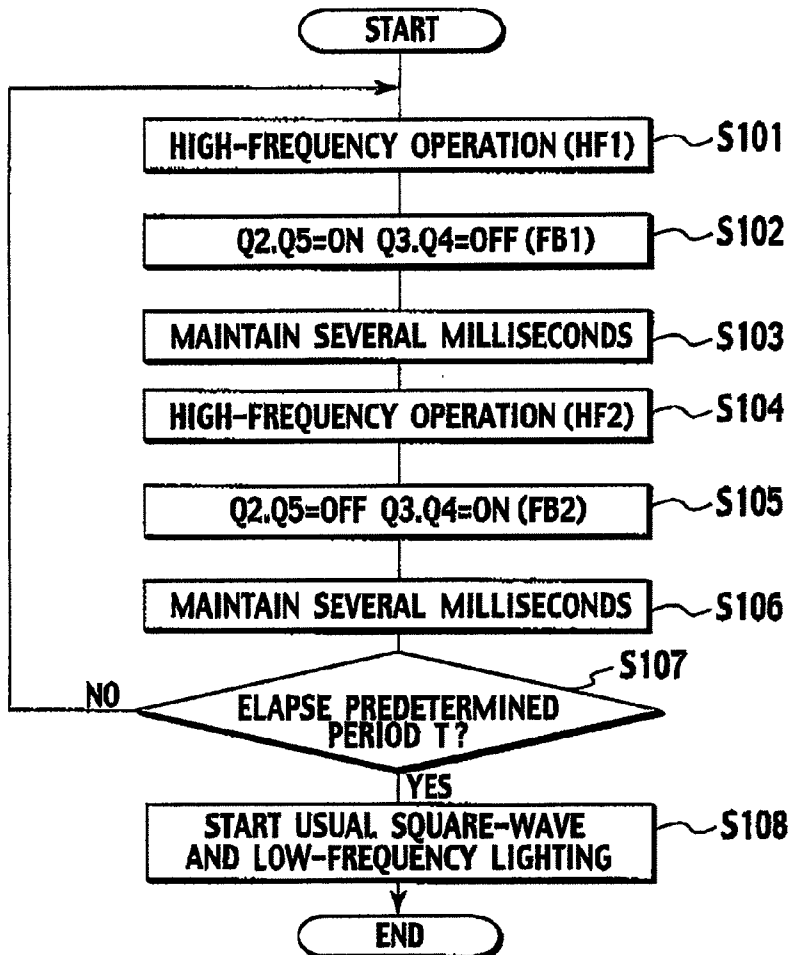 START
HIGH-FREQUENCY OPERATION (HF1)
S101
Q2.Q5=ON Q3.Q4=OFF (FB1)
S102
MAINTAIN SEVERAL MILLISECONDS
S103
HIGH-FREQUENCY OPERATION (HF2)
S104
Q2.Q5=OFF Q3.Q4=ON (FB2)
S105
MAINTAIN SEVERAL MILLISECONDS
S106
S107
NO
ELAPSE PREDETERMINED
PERIOD T?
YES
START USUAL SQUARE-WAVE
AND LOW-FREQUENCY LIGHTING
S108
END